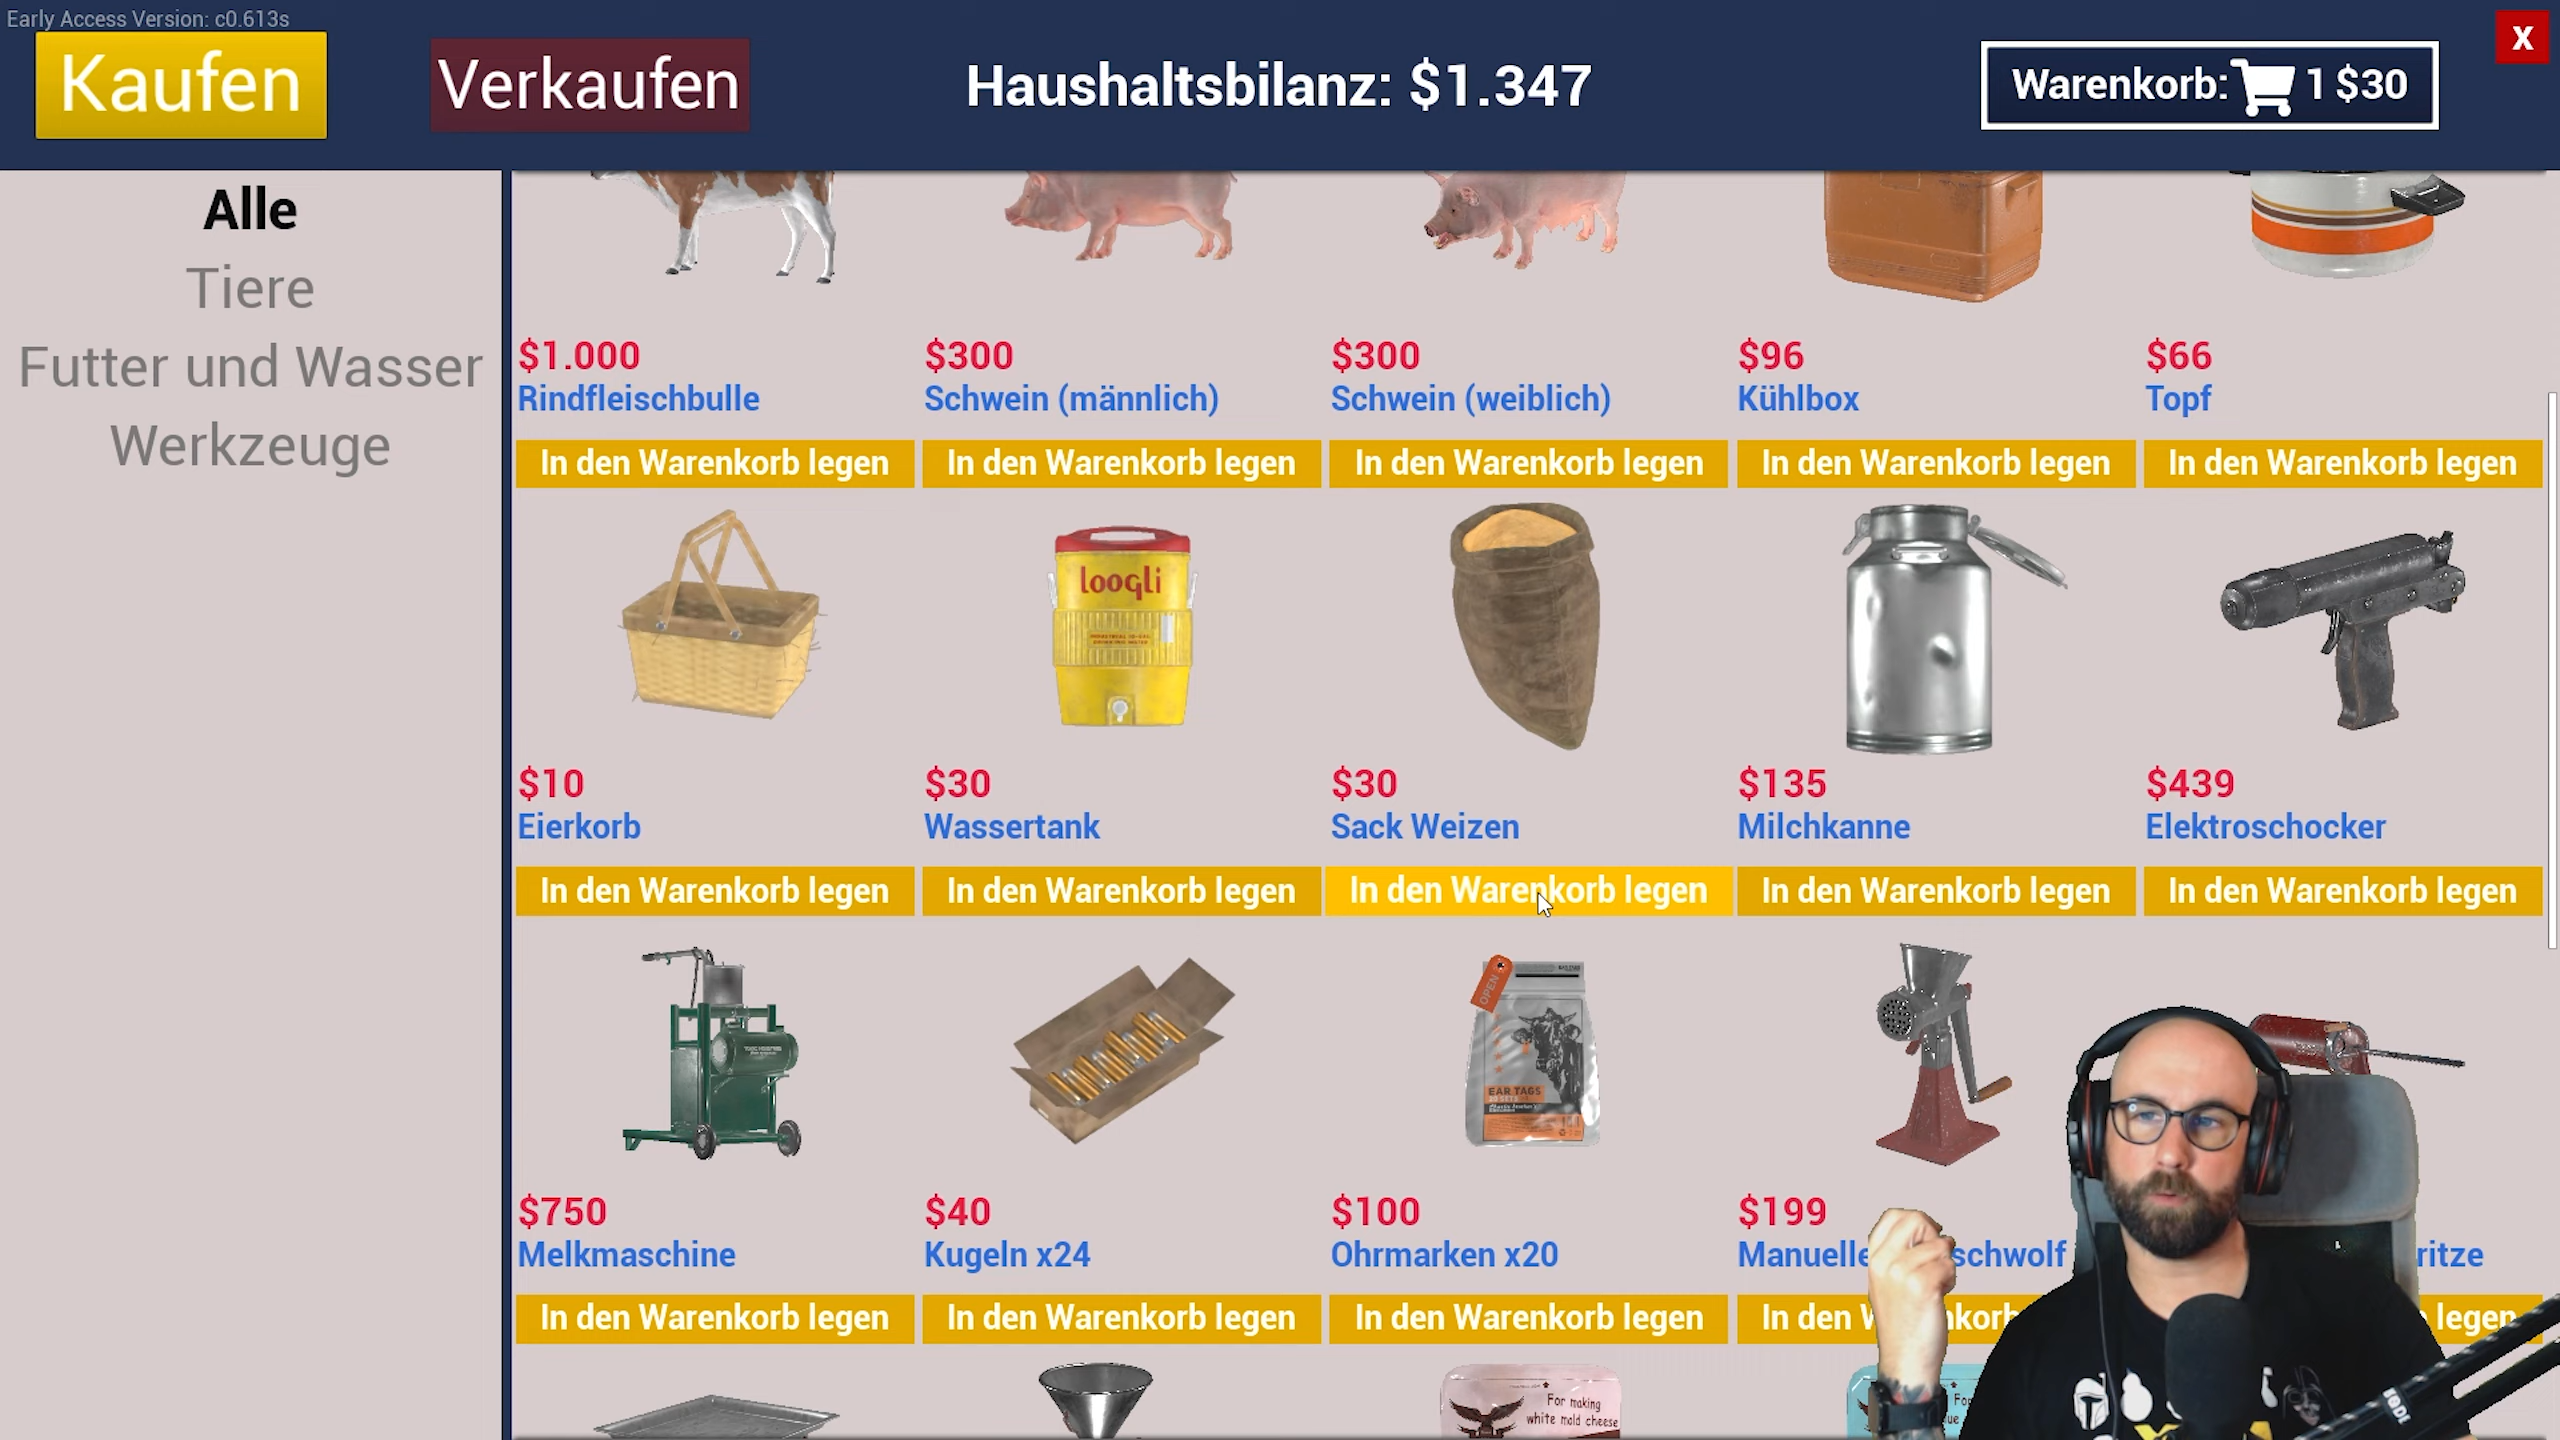 Early Access Version: c0.613s
Kaufen
Verkaufen
Haushaltsbilanz: $1.347
Warenkorb: 1 $30
X
Alle
Tiere
Futter und Wasser
Werkzeuge
$1.000
Rindfleischbulle
In den Warenkorb legen
$300
Schwein (männlich)
In den Warenkorb legen
$300
Schwein (weiblich)
In den Warenkorb legen
$96
Kühlbox
In den Warenkorb legen
$66
Topf
In den Warenkorb legen
$10
Eierkorb
In den Warenkorb legen
loogli
$30
Wassertank
In den Warenkorb legen
$30
Sack Weizen
In den Warenkorb legen
$135
Milchkanne
In den Warenkorb legen
$439
Elektroschocker
In den Warenkorb legen
$750
Melkmaschine
In den Warenkorb legen
$40
Kugeln x24
In den Warenkorb legen
OPEN
EAR TAGS
$100
Ohrmarken x20
In den Warenkorb legen
$199
In den
legen
For making
white mold cheese